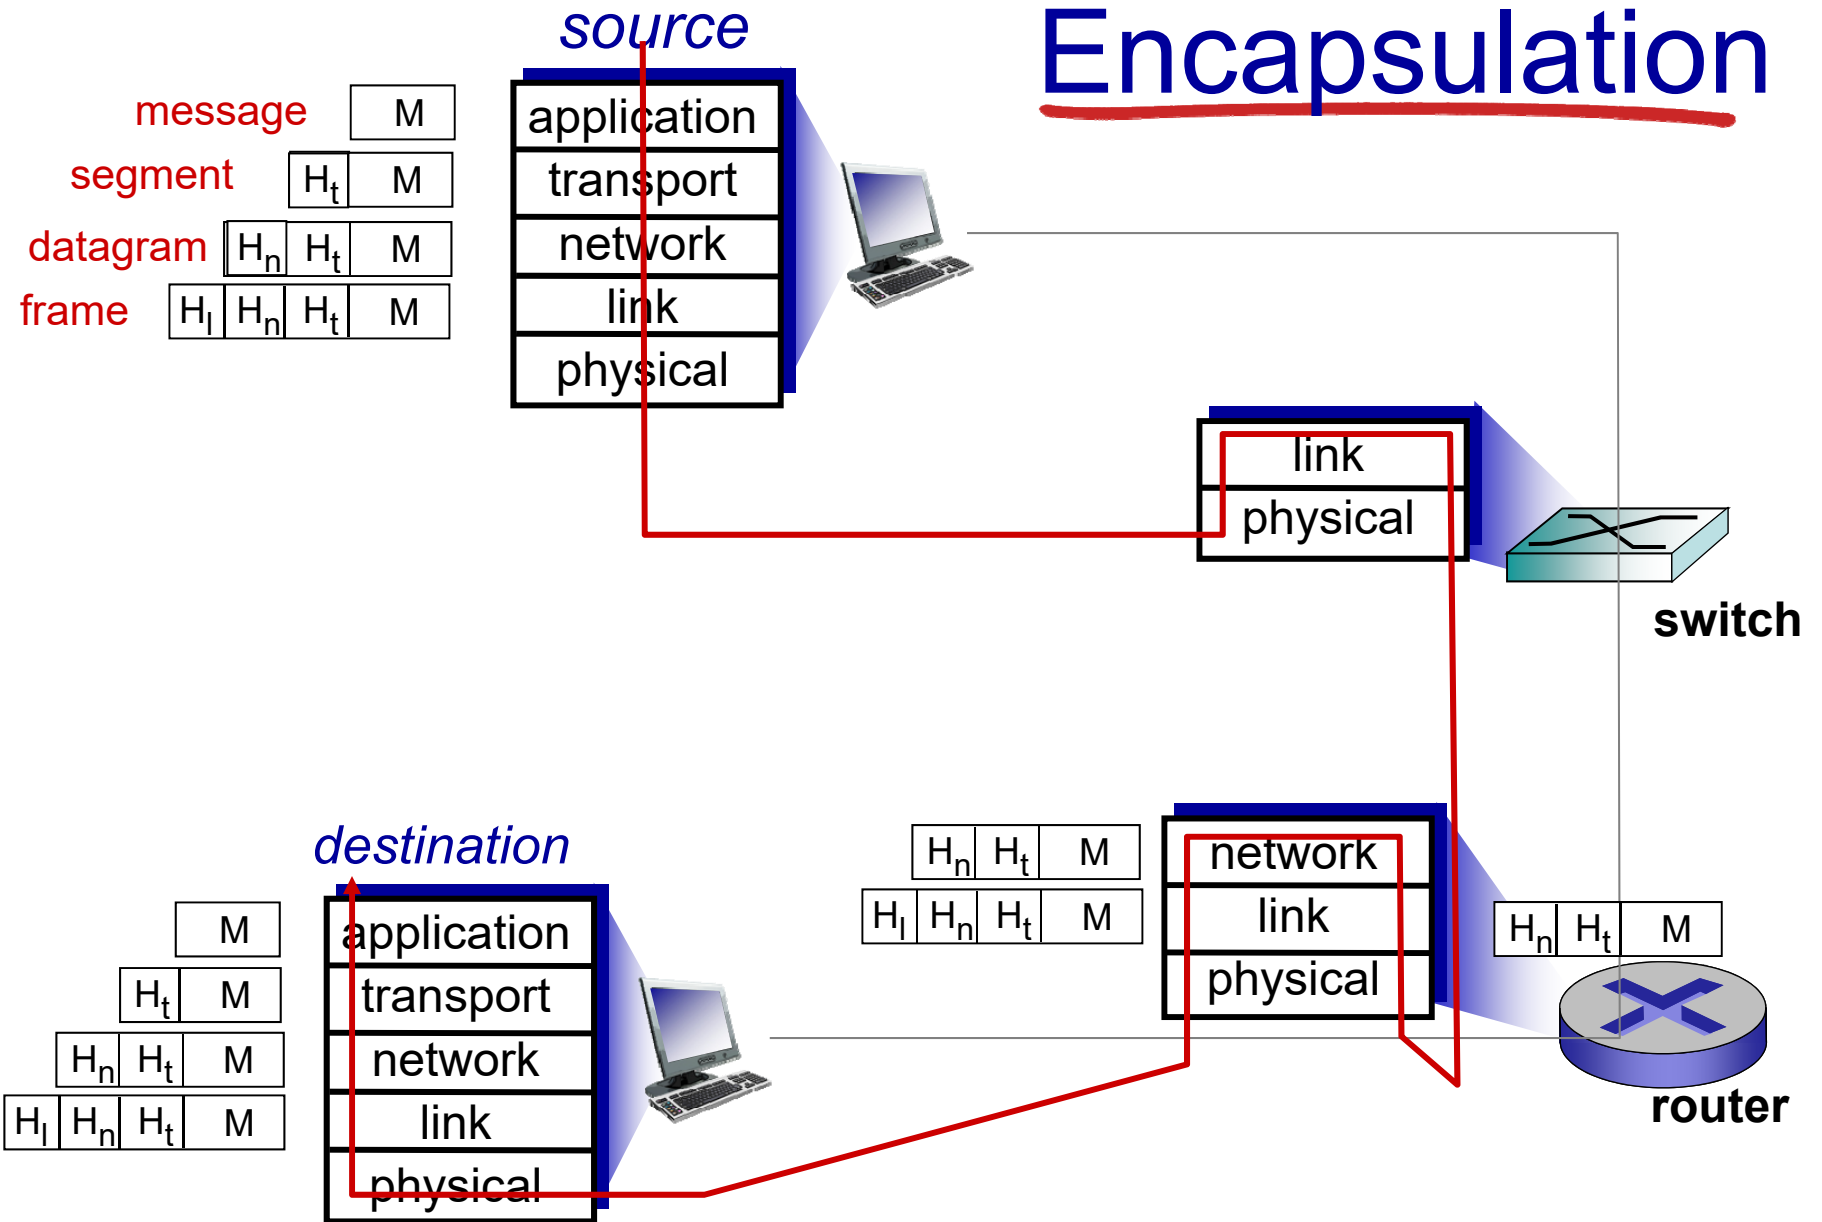 source
Encapsulation
message M application
segment Ht M transport
datagram Hn Ht M network
frame Hl Hn Ht M link
physical
link
physical
switch
destination
Hn Ht M network
Hl Hn Ht M link
physical
Hn Ht M
router
M application
Ht M transport
Hn Ht M network
Hl Hn Ht M link
physical